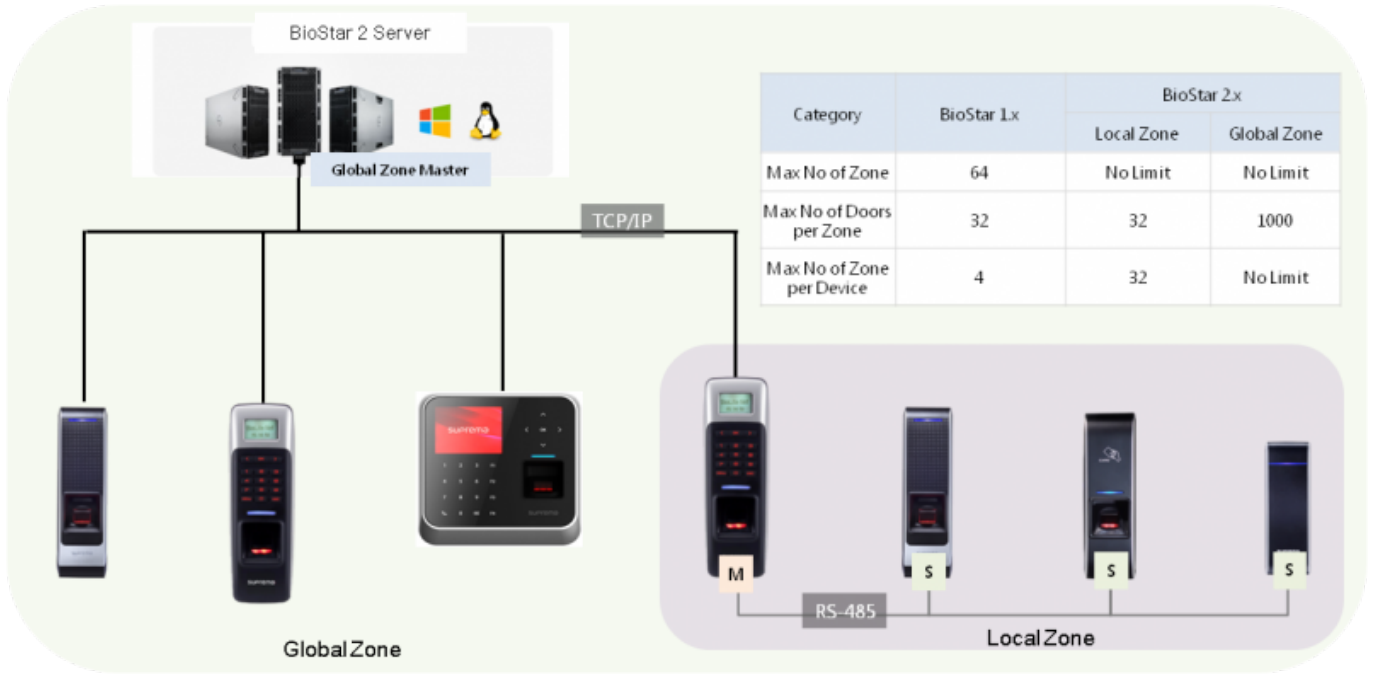 BioStar 2 Server
Global Zone Master
TCP/IP
Category
BioStar 1.x
BioStar 2.x
Local Zone
Global Zone
Max No of Zone
64
No Limit
No Limit
Max No of Doors
per Zone
32
32
1000
Max No of Zone
per Device
4
32
No Limit
suprema
suprema
suprema
M
S
S
S
RS-485
Global Zone
Local Zone